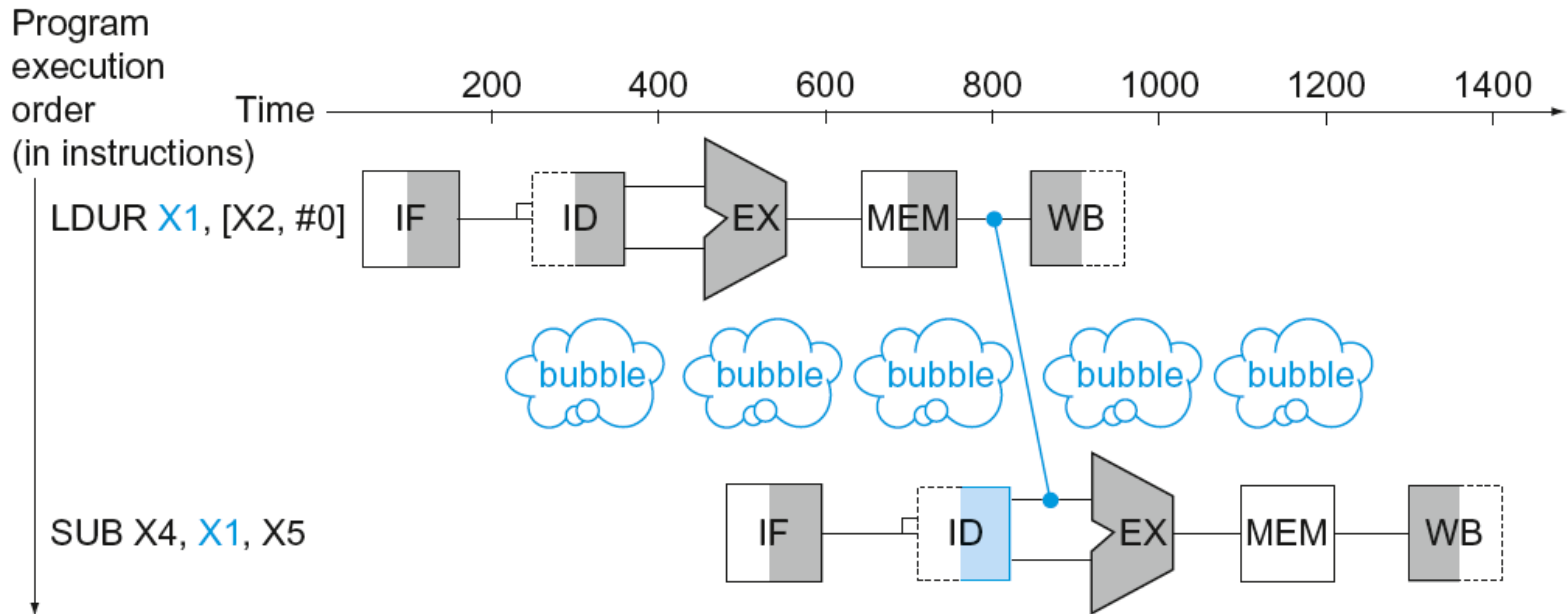 Program
execution
order
(in instructions)
Time
200 400 600 800 1000 1200 1400
LDUR X1, [X2, #0]
IF ID EX MEM WB
bubble bubble bubble bubble bubble
SUB X4, X1, X5
IF ID EX MEM WB